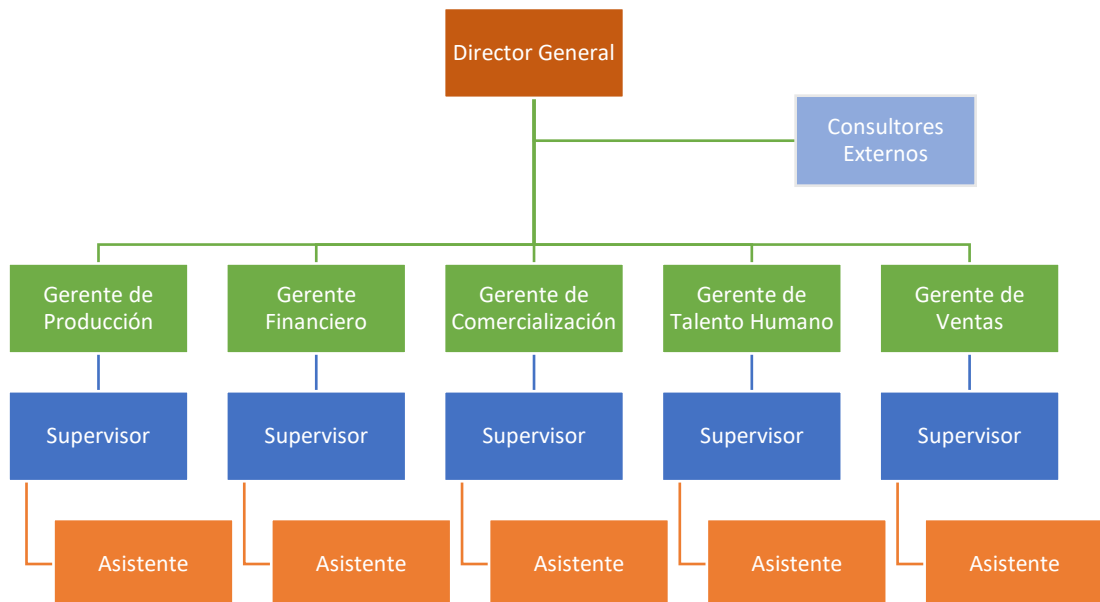 Director General
Consultores
Externos
Gerente de
Producción
Gerente
Financiero
Gerente de
Comercialización
Gerente de
Talento Humano
Gerente de
Ventas
Supervisor
Supervisor
Supervisor
Supervisor
Supervisor
Asistente
Asistente
Asistente
Asistente
Asistente